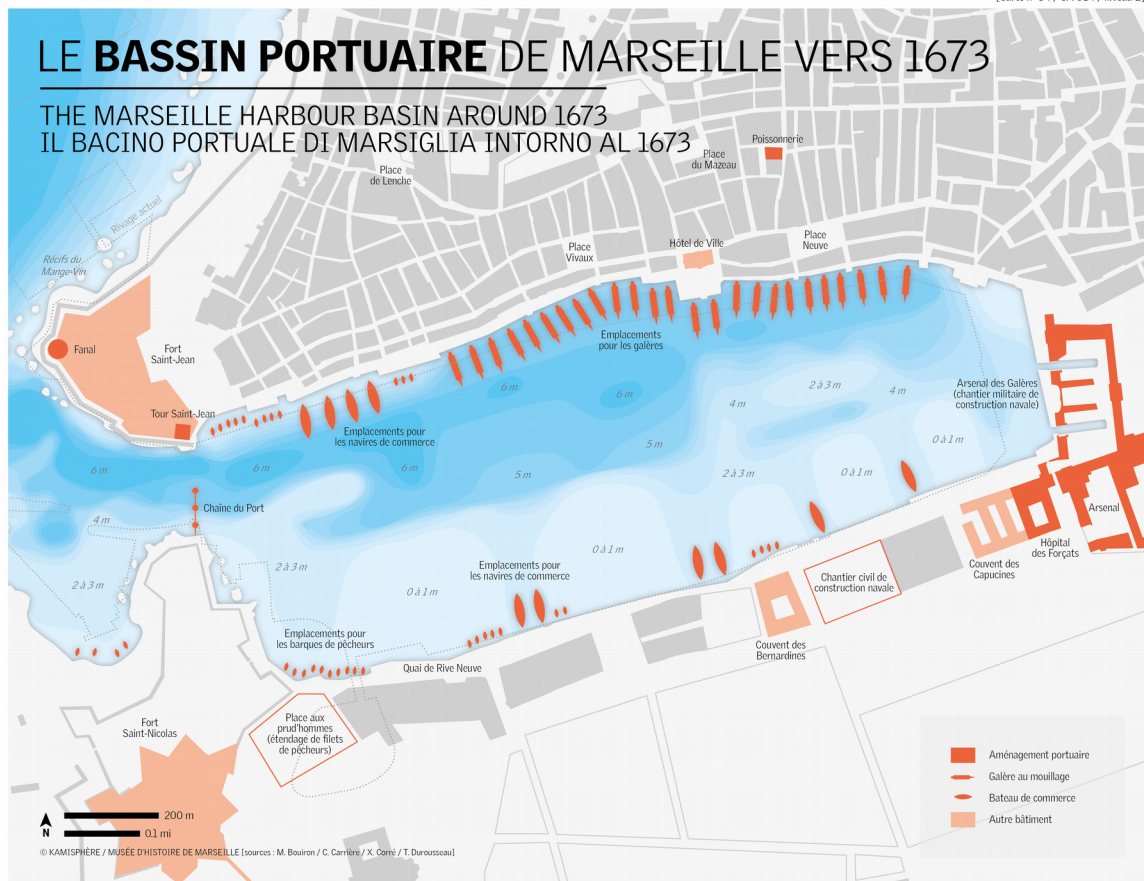 LE BASSIN PORTUAIRE DE MARSEILLE VERS 1673
THE MARSEILLE HARBOUR BASIN AROUND 1673
IL BACINO PORTUALE DI MARSIGLIA INTORNO AL 1673
Poissonnerie
Place
du Mazeau
Place
de Lenche
Rivage actuel
Récifs du
Mange-Vin
Place
Vivaux
Hôtel de Ville
Place
Neuve
Fanal
Fort
Saint-Jean
Tour Saint-Jean
Emplacements
pour les galères
Emplacements pour
les navires de commerce
Arsenal des Galères
(chantier militaire de
construction navale)
6 m
6 m
2 à 3 m
4 m
4 m
0 à 1 m
5 m
6 m
6 m
6 m
5 m
2 à 3 m
0 à 1 m
Chaîne du Port
4 m
Arsenal
Hôpital
des Forçats
Couvent des
Capucines
0 à 1 m
2 à 3 m
2 à 3 m
0 à 1 m
Emplacements pour
les navires de commerce
Chantier civil de
construction navale
Couvent des
Bernardines
Emplacements pour
les barques de pêcheurs
Quai de Rive Neuve
Place aux
prud'hommes
(étendage de filets
de pêcheurs)
Fort
Saint-Nicolas
Aménagement portuaire
Galère au mouillage
Bateau de commerce
Autre bâtiment
N
200 m
0.1 mi
© KAMISPHÈRE / MUSÉE D'HISTOIRE DE MARSEILLE [sources : M. Bouiron / C. Carrière / X. Corré / T. Durousseau]